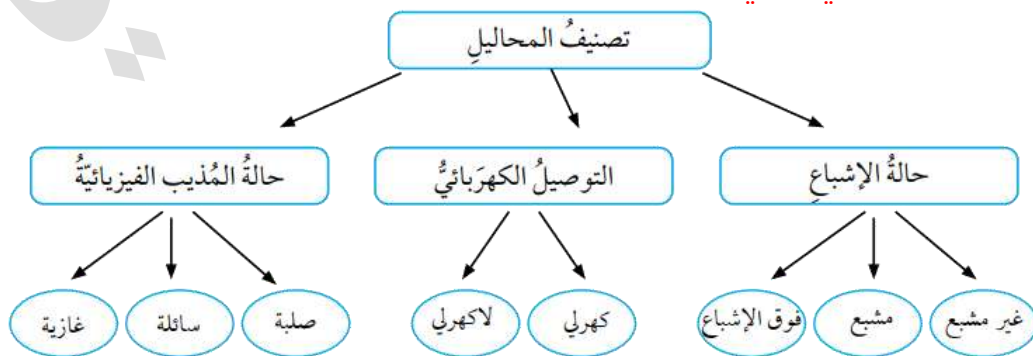 تصنيفُ المحاليلِ
حالةُ الإشباعِ
التوصيلُ الكهرَبائيُّ
حالةُ المُذيب الفيزيائيّةُ
غير مشبع
مشبع
فوق الإشباع
كهرلي
لاكهرلي
صلبة
سائلة
غازية